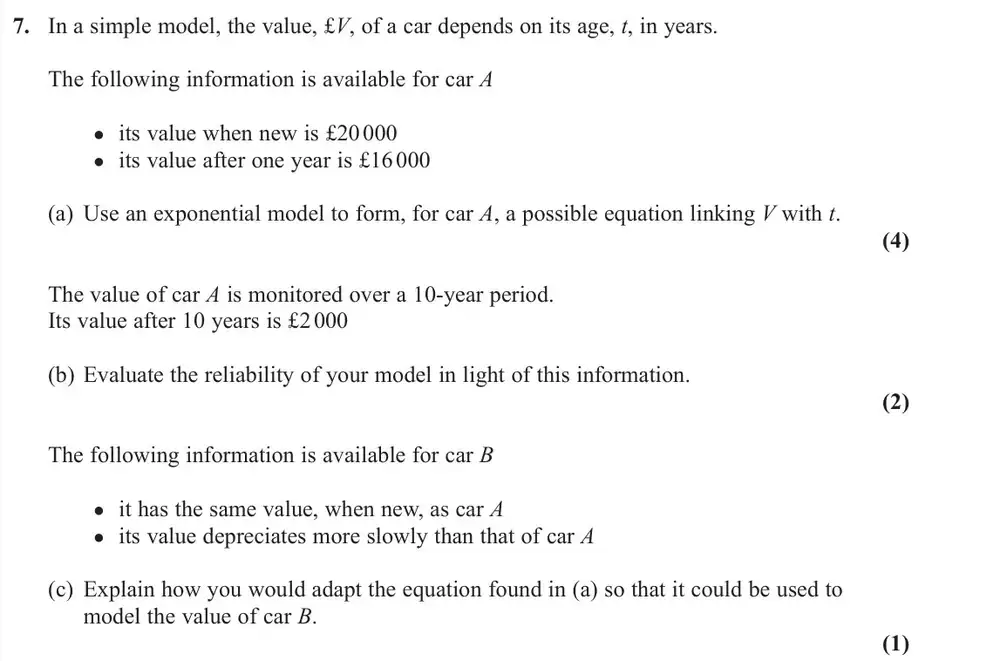 7. In a simple model, the value, £V, of a car depends on its age, t, in years.
The following information is available for car A
• its value when new is £20 000
• its value after one year is £16 000
(a) Use an exponential model to form, for car A, a possible equation linking V with t.
(4)
The value of car A is monitored over a 10-year period.
Its value after 10 years is £2 000
(b) Evaluate the reliability of your model in light of this information.
(2)
The following information is available for car B
• it has the same value, when new, as car A
• its value depreciates more slowly than that of car A
(c) Explain how you would adapt the equation found in (a) so that it could be used to
model the value of car B.
(1)